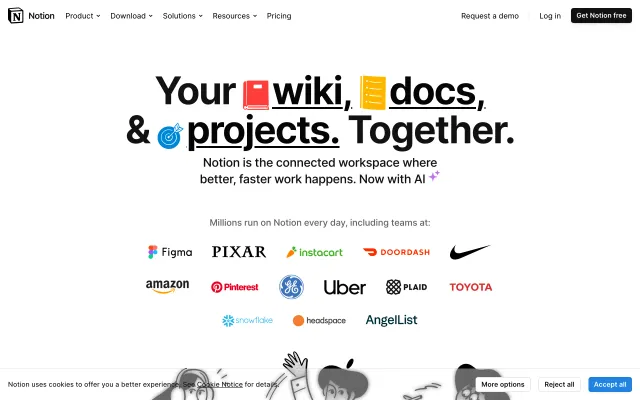 Notion Product Download Solutions Resources Pricing Request a demo Log in Get Notion free
Your wiki, docs,
& projects. Together.
Notion is the connected workspace where
better, faster work happens. Now with AI
Millions run on Notion every day, including teams at:
Figma PIXAR instacart DOORDASH
amazon Pinterest GE Uber PLAID TOYOTA
snowflake headspace AngelList
Notion uses cookies to offer you a better experience. See Cookie Notice for details. More options Reject all Accept all